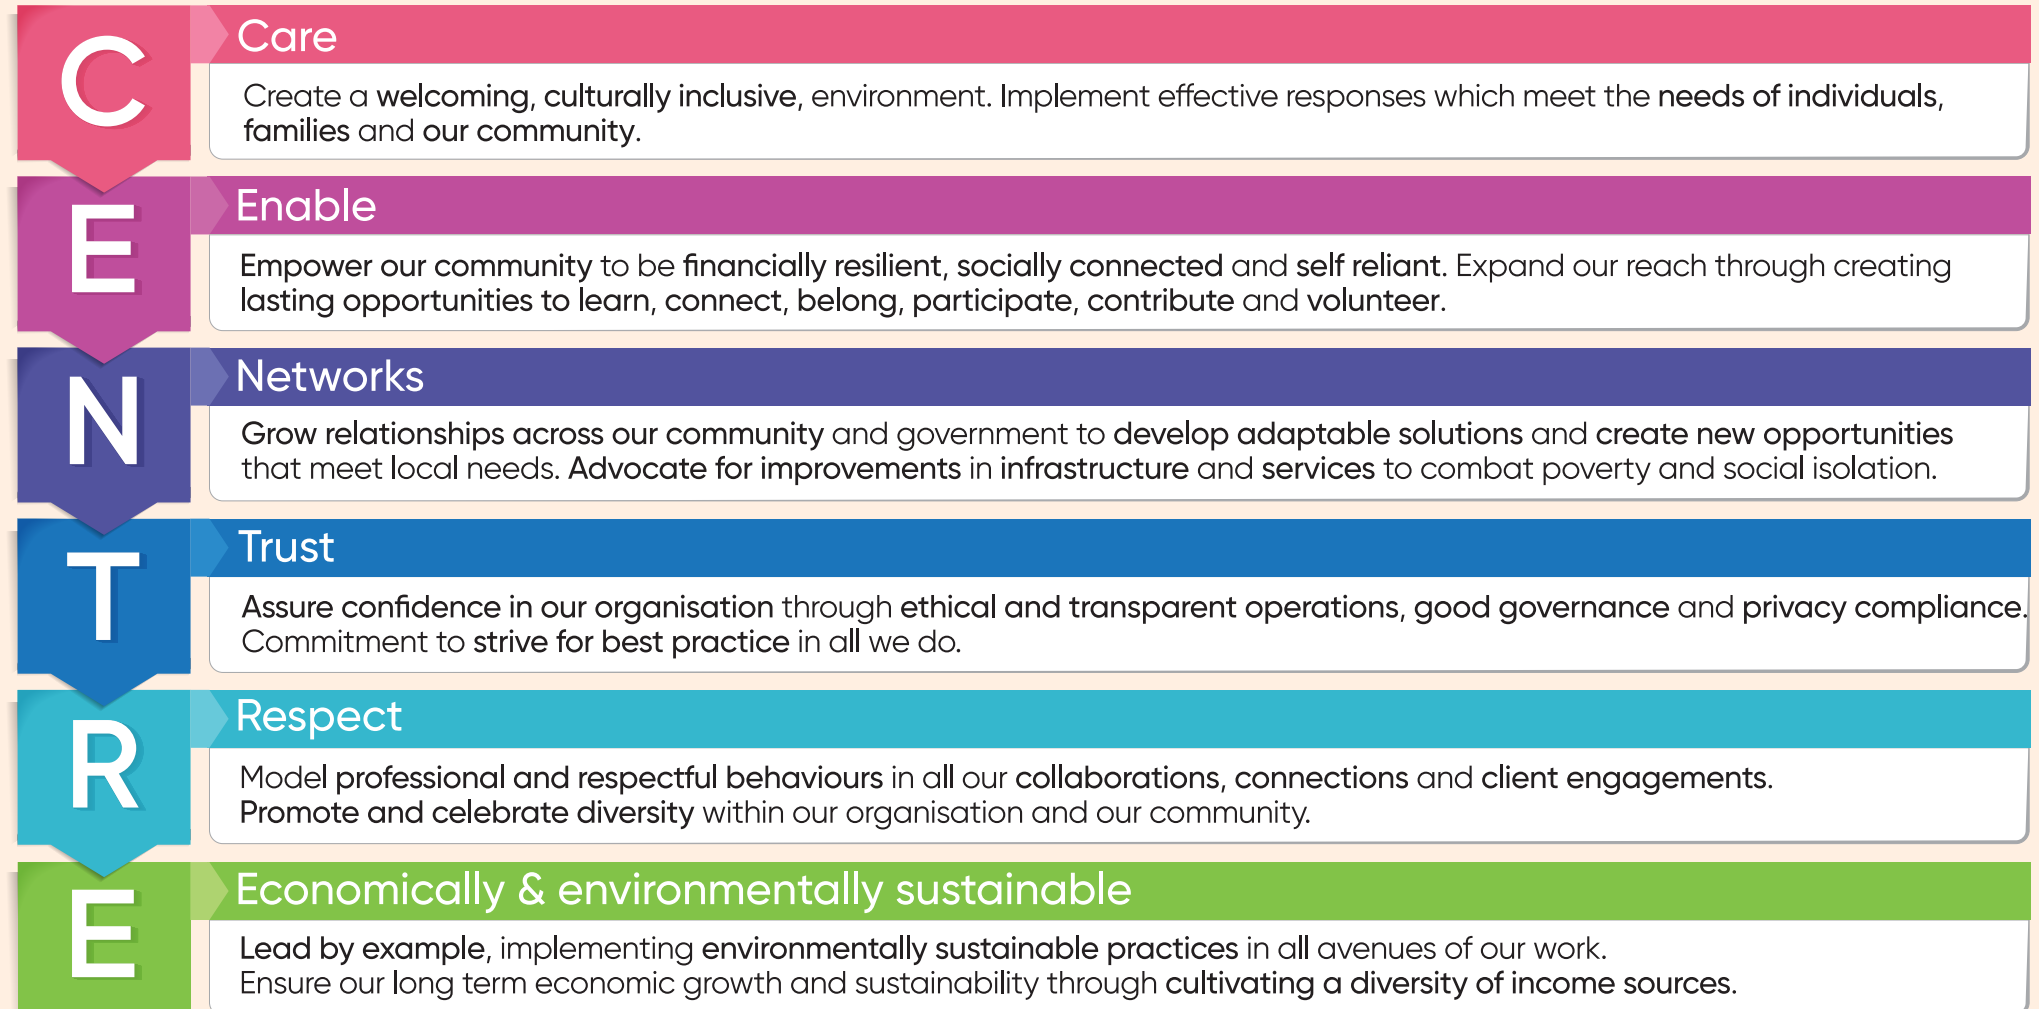 C
Care
Create a welcoming, culturally inclusive, environment. Implement effective responses which meet the needs of individuals,
families and our community.
E
Enable
Empower our community to be financially resilient, socially connected and self reliant. Expand our reach through creating
lasting opportunities to learn, connect, belong, participate, contribute and volunteer.
N
Networks
Grow relationships across our community and government to develop adaptable solutions and create new opportunities
that meet local needs. Advocate for improvements in infrastructure and services to combat poverty and social isolation.
T
Trust
Assure confidence in our organisation through ethical and transparent operations, good governance and privacy compliance.
Commitment to strive for best practice in all we do.
R
Respect
Model professional and respectful behaviours in all our collaborations, connections and client engagements.
Promote and celebrate diversity within our organisation and our community.
E
Economically & environmentally sustainable
Lead by example, implementing environmentally sustainable practices in all avenues of our work.
Ensure our long term economic growth and sustainability through cultivating a diversity of income sources.